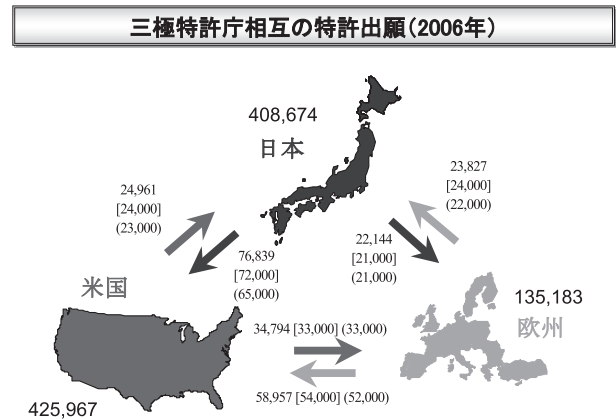 三極特許庁相互の特許出願(2006年)
408,674
日本
24,961
[24,000]
(23,000)
23,827
[24,000]
(22,000)
76,839
[72,000]
(65,000)
22,144
[21,000]
(21,000)
米国
135,183
欧州
34,794 [33,000] (33,000)
58,957 [54,000] (52,000)
425,967